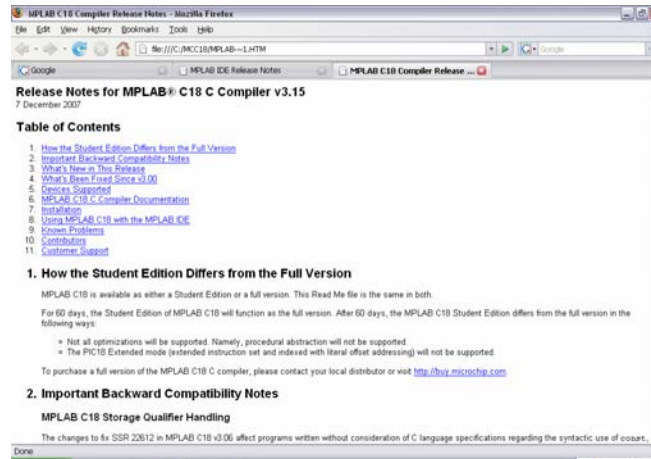 MPLAB C18 Compiler Release Notes - Mozilla Firefox
File Edit View History Bookmarks Tools Help
file:///C:/MCC18/MPLAB-~1.HTM
Google
Google
MPLAB IDE Release Notes
MPLAB C18 Compiler Release ...
Release Notes for MPLAB® C18 C Compiler v3.15
7 December 2007
Table of Contents
1. How the Student Edition Differs from the Full Version
2. Important Backward Compatibility Notes
3. What's New in This Release
4. What's Been Fixed Since v3.00
5. Devices Supported
6. MPLAB C18 C Compiler Documentation
7. Installation
8. Using MPLAB C18 with the MPLAB IDE
9. Known Problems
10. Contributors
11. Customer Support
1. How the Student Edition Differs from the Full Version
MPLAB C18 is available as either a Student Edition or a full version. This Read Me file is the same in both.
For 60 days, the Student Edition of MPLAB C18 will function as the full version. After 60 days, the MPLAB C18 Student Edition differs from the full version in the
following ways:
Not all optimizations will be supported. Namely, procedural abstraction will not be supported.
The PIC18 Extended mode (extended instruction set and indexed with literal offset addressing) will not be supported.
To purchase a full version of the MPLAB C18 C compiler, please contact your local distributor or visit http://buy.microchip.com.
2. Important Backward Compatibility Notes
MPLAB C18 Storage Qualifier Handling
The changes to fix SSR 22612 in MPLAB C18 v3.06 affect programs written without consideration of C language specifications regarding the syntactic use of const,
Done